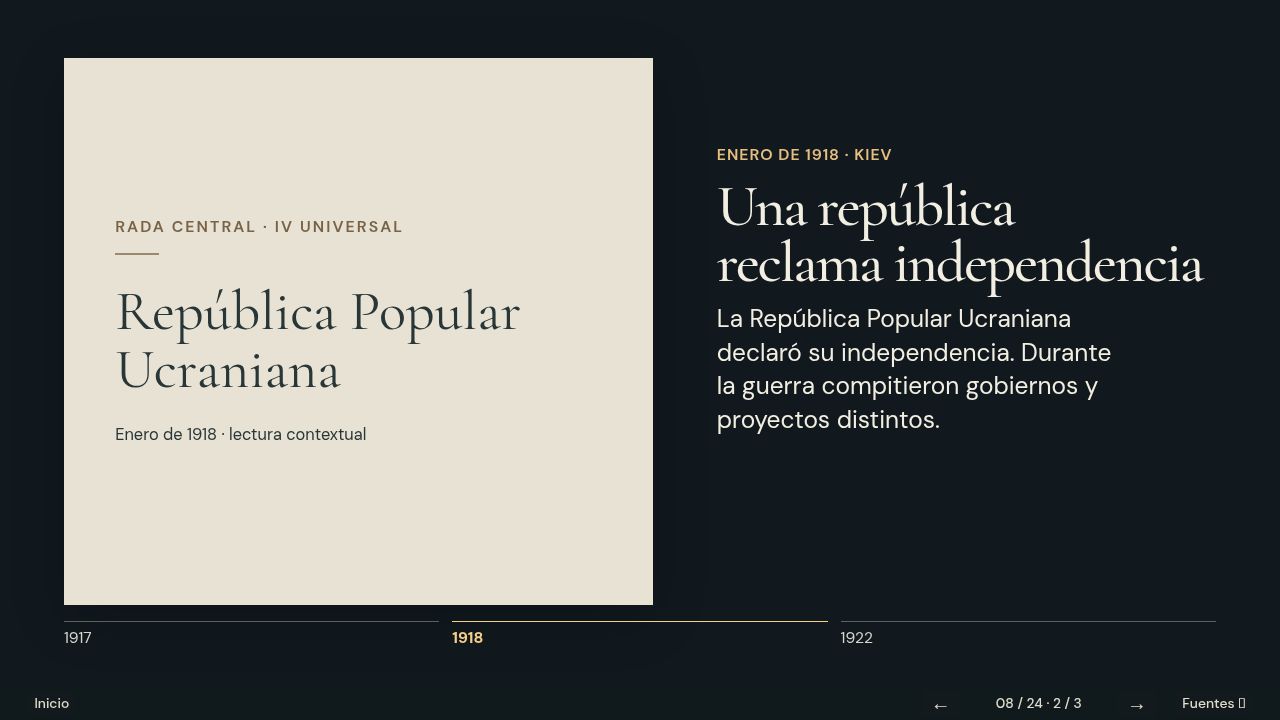 RADA CENTRAL · IV UNIVERSAL
República Popular
Ucraniana
Enero de 1918 · lectura contextual
ENERO DE 1918 · KIEV
Una república
reclama independencia
La República Popular Ucraniana
declaró su independencia. Durante
la guerra compitieron gobiernos y
proyectos distintos.
1917
1918
1922
Inicio
← 08 / 24 · 2 / 3 → Fuentes